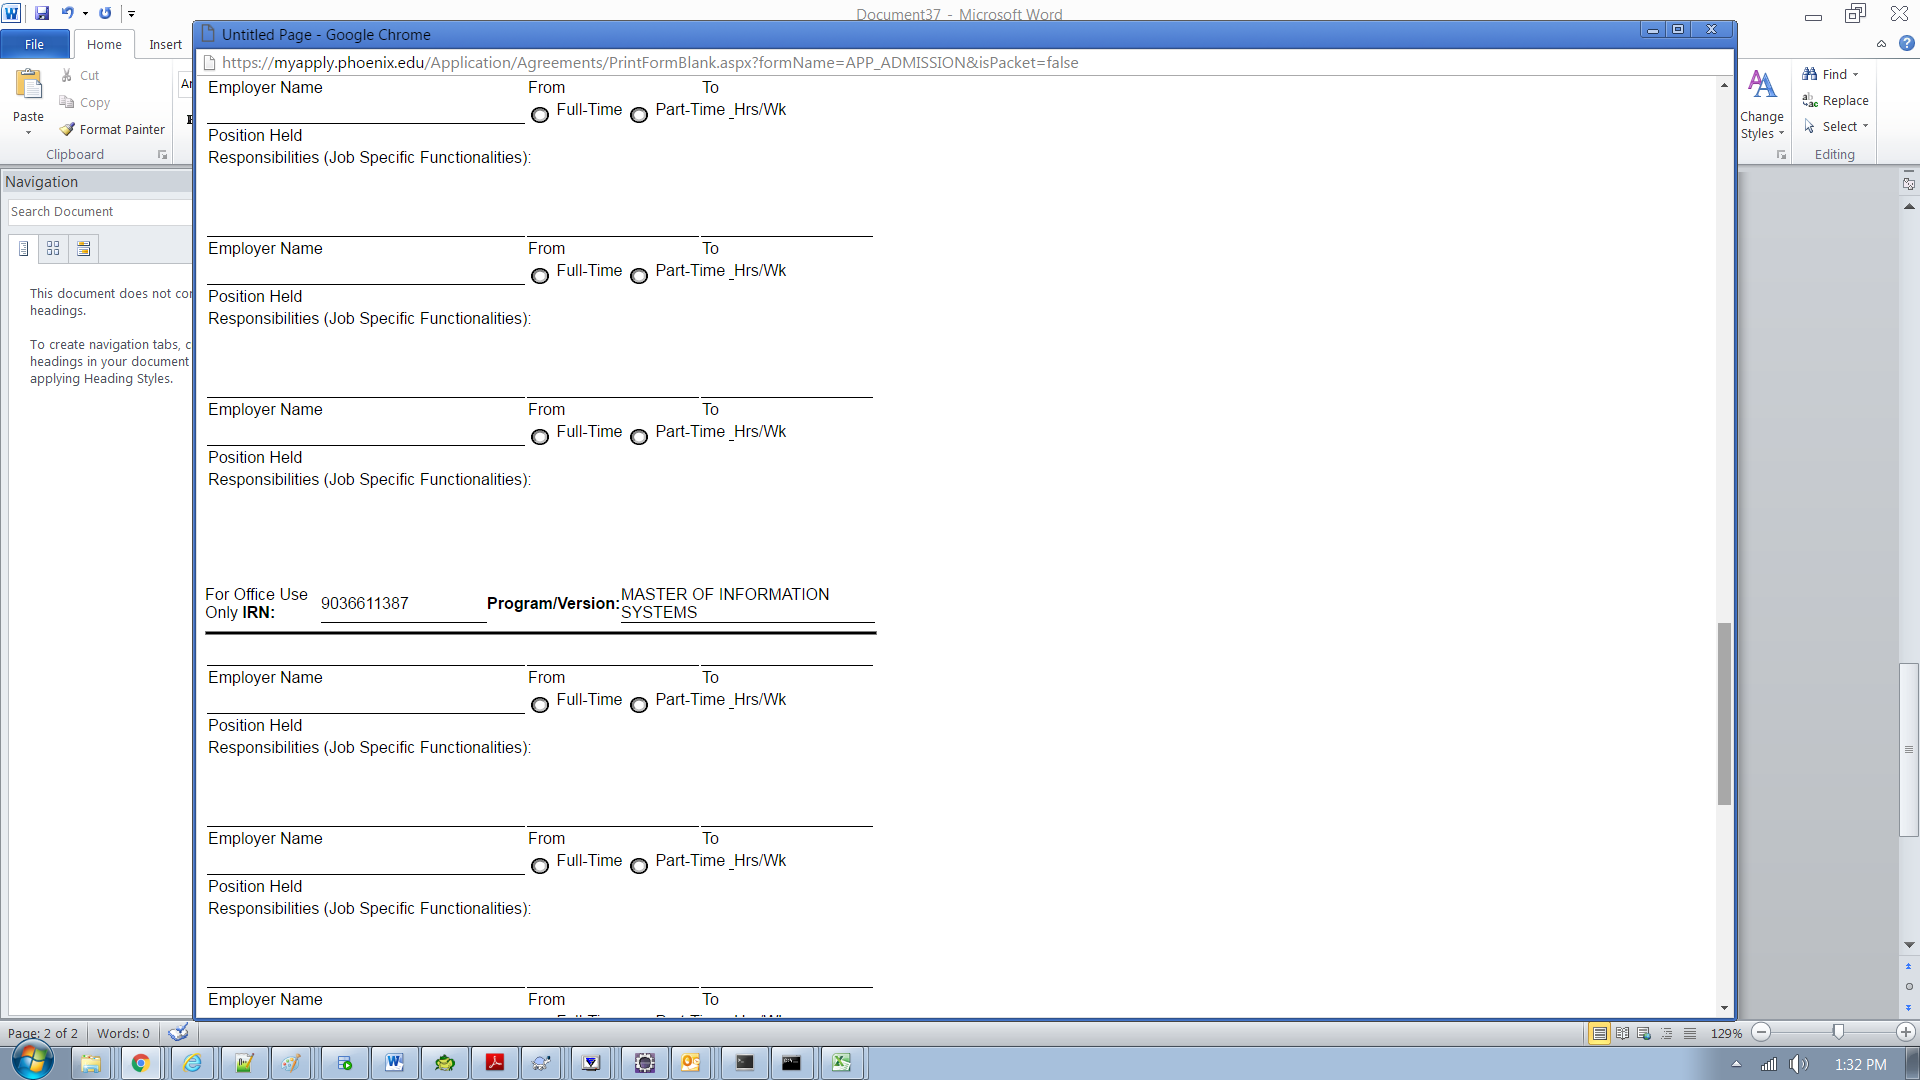 Document37 - Microsoft Word
Untitled Page - Google Chrome
File Home Insert
https://myapply.phoenix.edu/Application/Agreements/PrintFormBlank.aspx?formName=APP_ADMISSION&isPacket=false
Cut
Copy
Paste
Format Painter
Clipboard
Find
Replace
Change Styles
Select
Editing
Navigation
Search Document
This document does not con
headings.
To create navigation tabs, c
headings in your document
applying Heading Styles.
Employer Name From To
Full-Time Part-Time _Hrs/Wk
Position Held
Responsibilities (Job Specific Functionalities):
Employer Name From To
Full-Time Part-Time _Hrs/Wk
Position Held
Responsibilities (Job Specific Functionalities):
Employer Name From To
Full-Time Part-Time _Hrs/Wk
Position Held
Responsibilities (Job Specific Functionalities):
For Office Use
Only IRN: 9036611387 Program/Version: MASTER OF INFORMATION
SYSTEMS
Employer Name From To
Full-Time Part-Time _Hrs/Wk
Position Held
Responsibilities (Job Specific Functionalities):
Employer Name From To
Full-Time Part-Time _Hrs/Wk
Position Held
Responsibilities (Job Specific Functionalities):
Employer Name From To
Page: 2 of 2 Words: 0
129%
1:32 PM